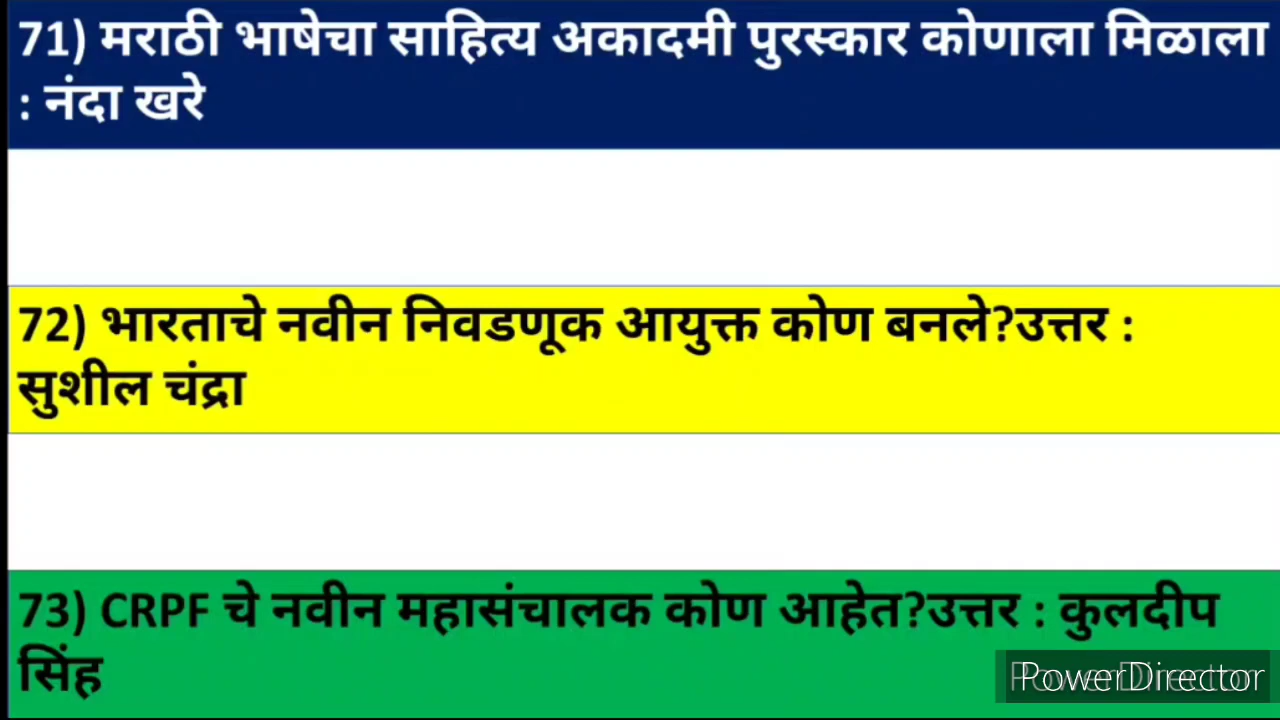 71) मराठी भाषेचा साहित्य अकादमी पुरस्कार कोणाला मिळाला
: नंदा खरे
72) भारताचे नवीन निवडणूक आयुक्त कोण बनले?उत्तर :
सुशील चंद्रा
73) CRPF चे नवीन महासंचालक कोण आहेत?उत्तर : कुलदीप
सिंह
PowerDirector